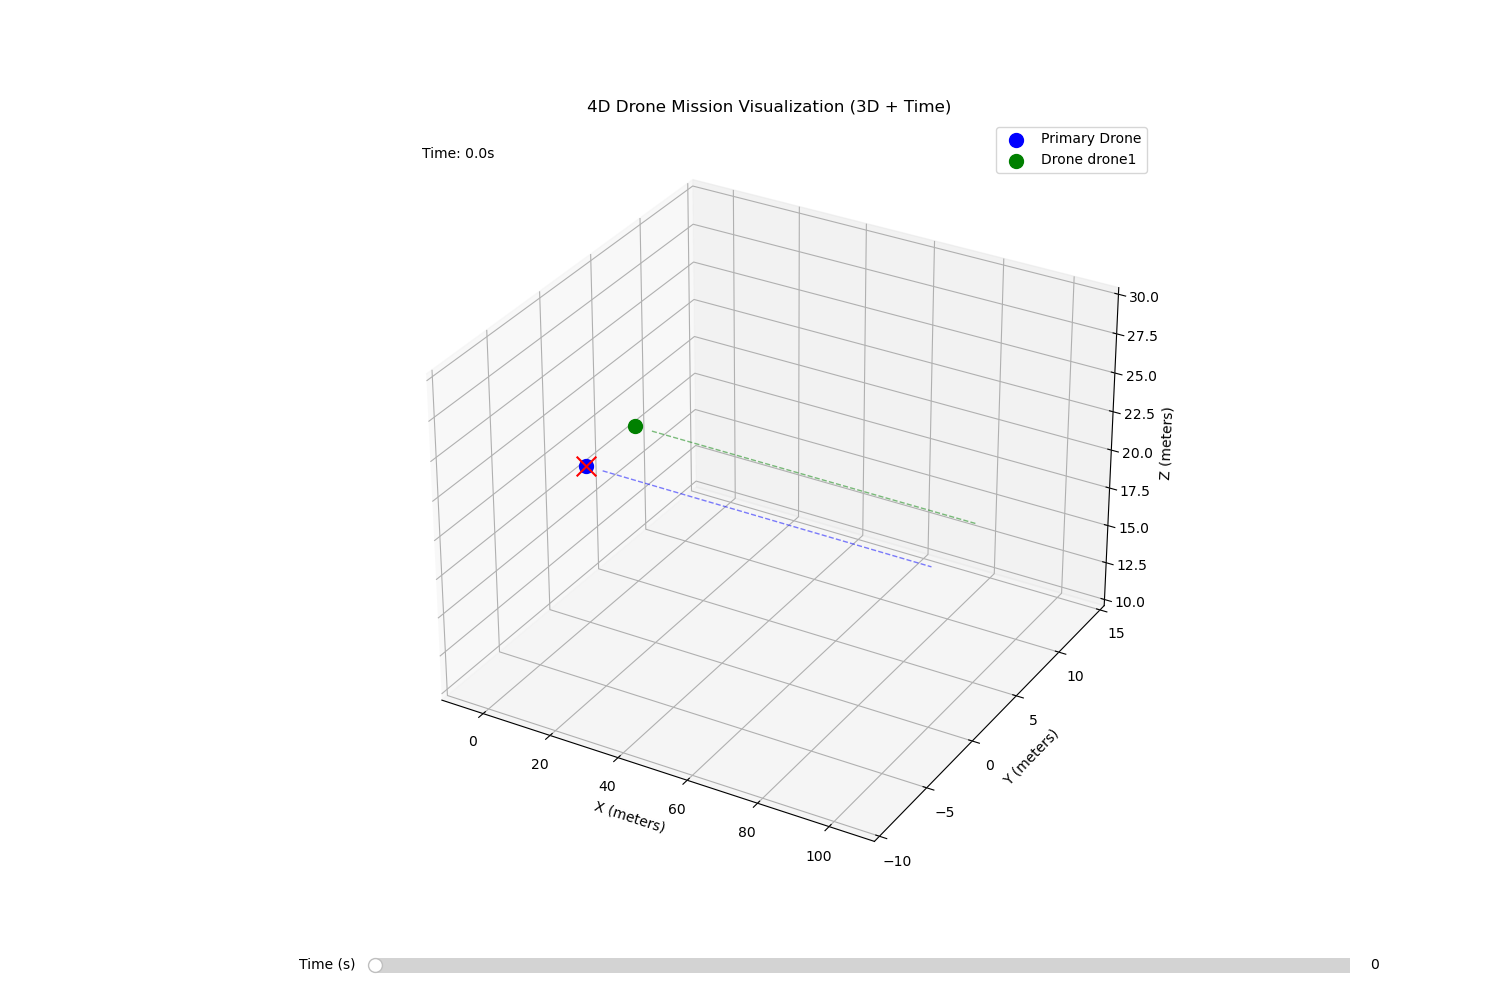 4D Drone Mission Visualization (3D + Time)
Time: 0.0s
Primary Drone
Drone drone1
30.0
27.5
25.0
22.5
20.0
17.5
15.0
12.5
10.0
Z (meters)
15
10
5
0
−5
−10
Y (meters)
0
20
40
60
80
100
X (meters)
Time (s)
0